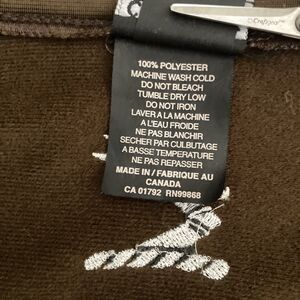 Craftgear
100% POLYESTER
MACHINE WASH COLD
DO NOT BLEACH
TUMBLE DRY LOW
DO NOT IRON
LAVER A LA MACHINE
A L'EAU FROIDE
NE PAS BLANCHIR
SECHER PAR CULBUTAGE
A BASSE TEMPERATURE
NE PAS REPASSER
MADE IN / FABRIQUE AU
CANADA
CA 01792 RN99868